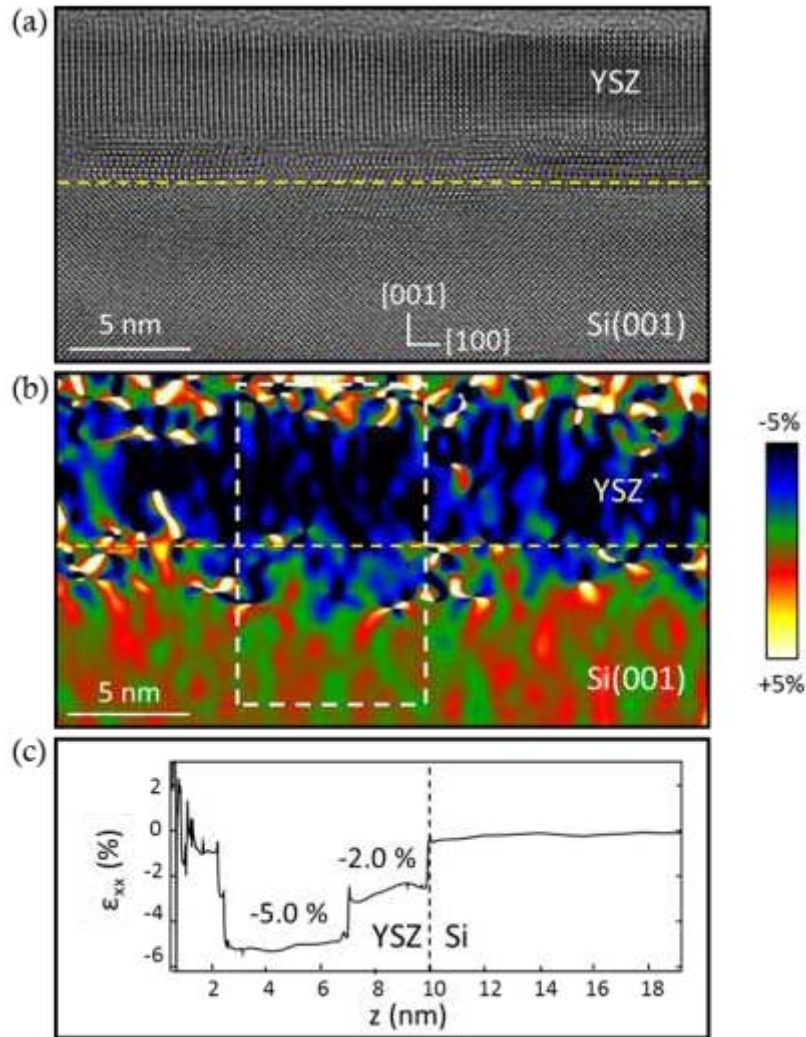 (a)
YSZ
[001]
[100]
5 nm
Si(001)
(b)
YSZ
5 nm
Si(001)
-5%
+5%
(c)
2
0
-2
-4
-6
εxx (%)
-2.0 %
-5.0 %
YSZ Si
2 4 6 8 10 12 14 16 18
z (nm)